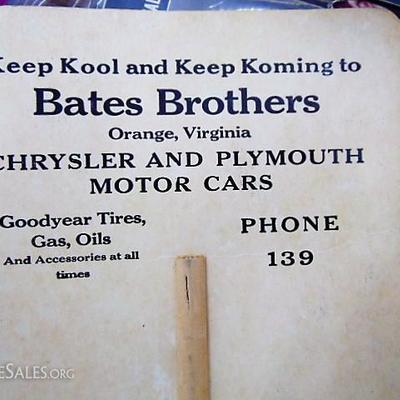 Keep Kool and Keep Koming to
Bates Brothers
Orange, Virginia
CHRYSLER AND PLYMOUTH
MOTOR CARS
Goodyear Tires,
Gas, Oils
And Accessories at all
times
PHONE
139
eSales.org